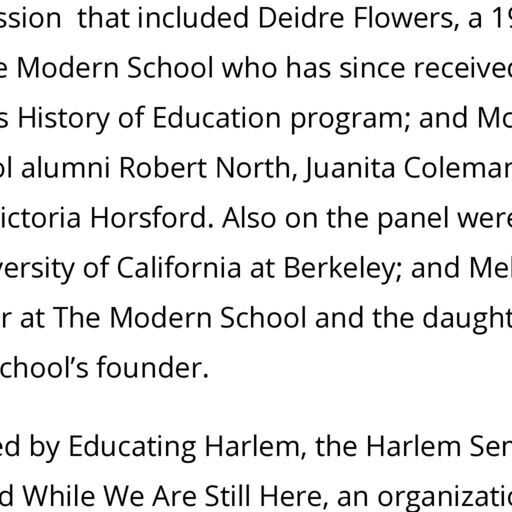 ssion that included Deidre Flowers, a 19
e Modern School who has since received
s History of Education program; and Mo
ol alumni Robert North, Juanita Coleman
ictoria Horsford. Also on the panel were
versity of California at Berkeley; and Mel
r at The Modern School and the daught
chool’s founder.
ed by Educating Harlem, the Harlem Sem
d While We Are Still Here, an organizatio